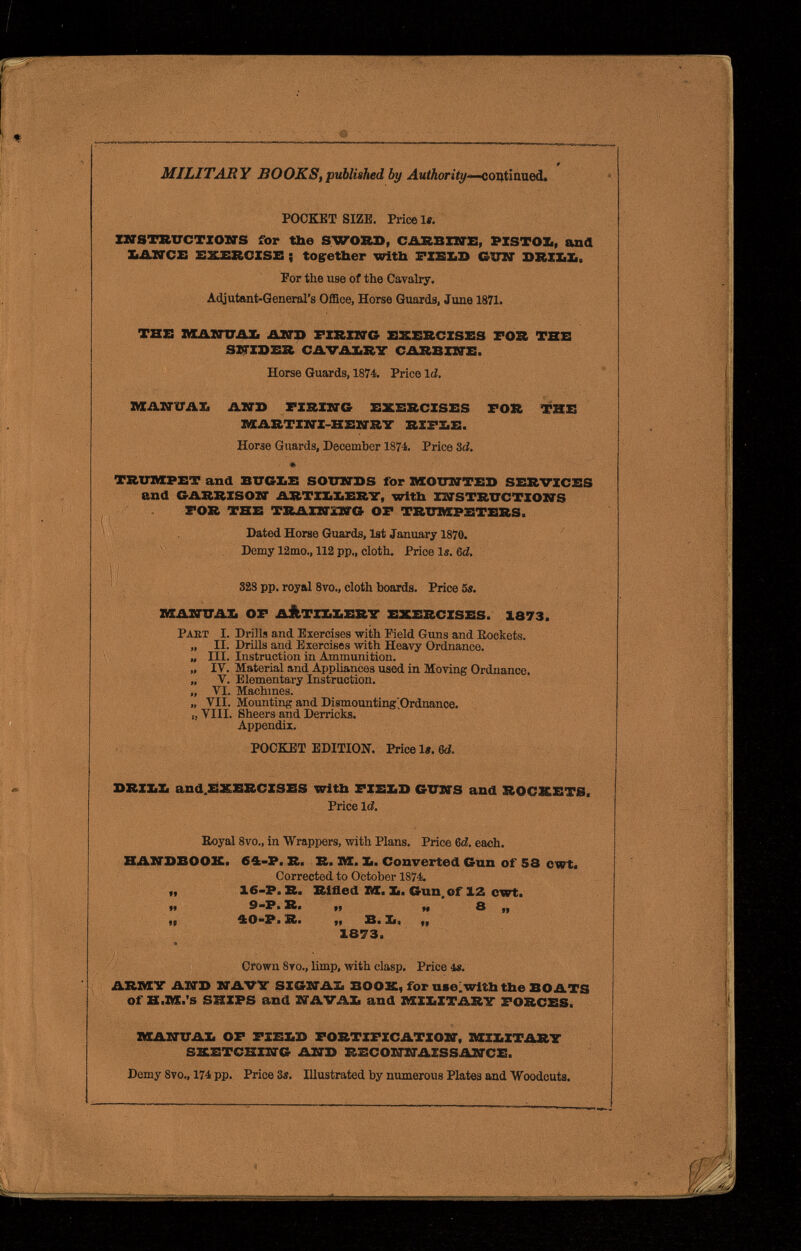 MILITARY BOOKS, published by Authority—continued.
POCKET SIZE. Price 1s.
INSTRUCTIONS for the SWORD, CARBINE, PISTOL, and
LANCE EXERCISE; together with FIELD GUN DRILL.
For the use of the Cavalry.
Adjutant-General's Office, Horse Guards, June 1871.
THE MANUAL AND FIRING EXERCISES FOR THE
SNIDER CAVALRY CARBINE.
Horse Guards, 1874. Price 1d.
MANUAL AND FIRING EXERCISES FOR THE
MARTINI-HENRY RIFLE.
Horse Guards, December 1874. Price 3d.
TRUMPET and BUGLE SOUNDS for MOUNTED SERVICES
and GARRISON ARTILLERY, with INSTRUCTIONS
FOR THE TRAINING OF TRUMPETERS.
Dated Horse Guards, 1st January 1870.
Demy 12mo., 112 pp., cloth. Price 1s. 6d.
328 pp. royal 8vo., cloth boards. Price 5s.
MANUAL OF ARTILLERY EXERCISES. 1873.
PART I. Drills and Exercises with Field Guns and Rockets.
„ II. Drills and Exercises with Heavy Ordnance.
„ III. Instruction in Ammunition.
„ IV. Material and Appliances used in Moving Ordnance.
„ V. Elementary Instruction.
„ VI. Machines.
„ VII. Mounting and Dismounting Ordnance.
„ VIII. Sheers and Derricks.
Appendix.
POCKET EDITION. Price 1s. 6d.
DRILL and EXERCISES with FIELD GUNS and ROCKETS.
Price 1d.
Royal 8vo., in Wrappers, with Plans. Price 6d. each.
HANDBOOK. 64-P. R. R. M. L. Converted Gun of 58 cwt.
Corrected to October 1874.
„ 16-P. R. Rifled M. L. Gun of 12 cwt.
„ 9-P. R. „ „ 8 „
„ 40-P. R. „ B. L. „
1873.
Crown 8vo., limp, with clasp. Price 4s.
ARMY AND NAVY SIGNAL BOOK, for use with the BOATS
of H.M.'s SHIPS and NAVAL and MILITARY FORCES.
MANUAL OF FIELD FORTIFICATION, MILITARY
SKETCHING AND RECONNAISSANCE.
Demy 8vo., 174 pp. Price 3s. Illustrated by numerous Plates and Woodcuts.